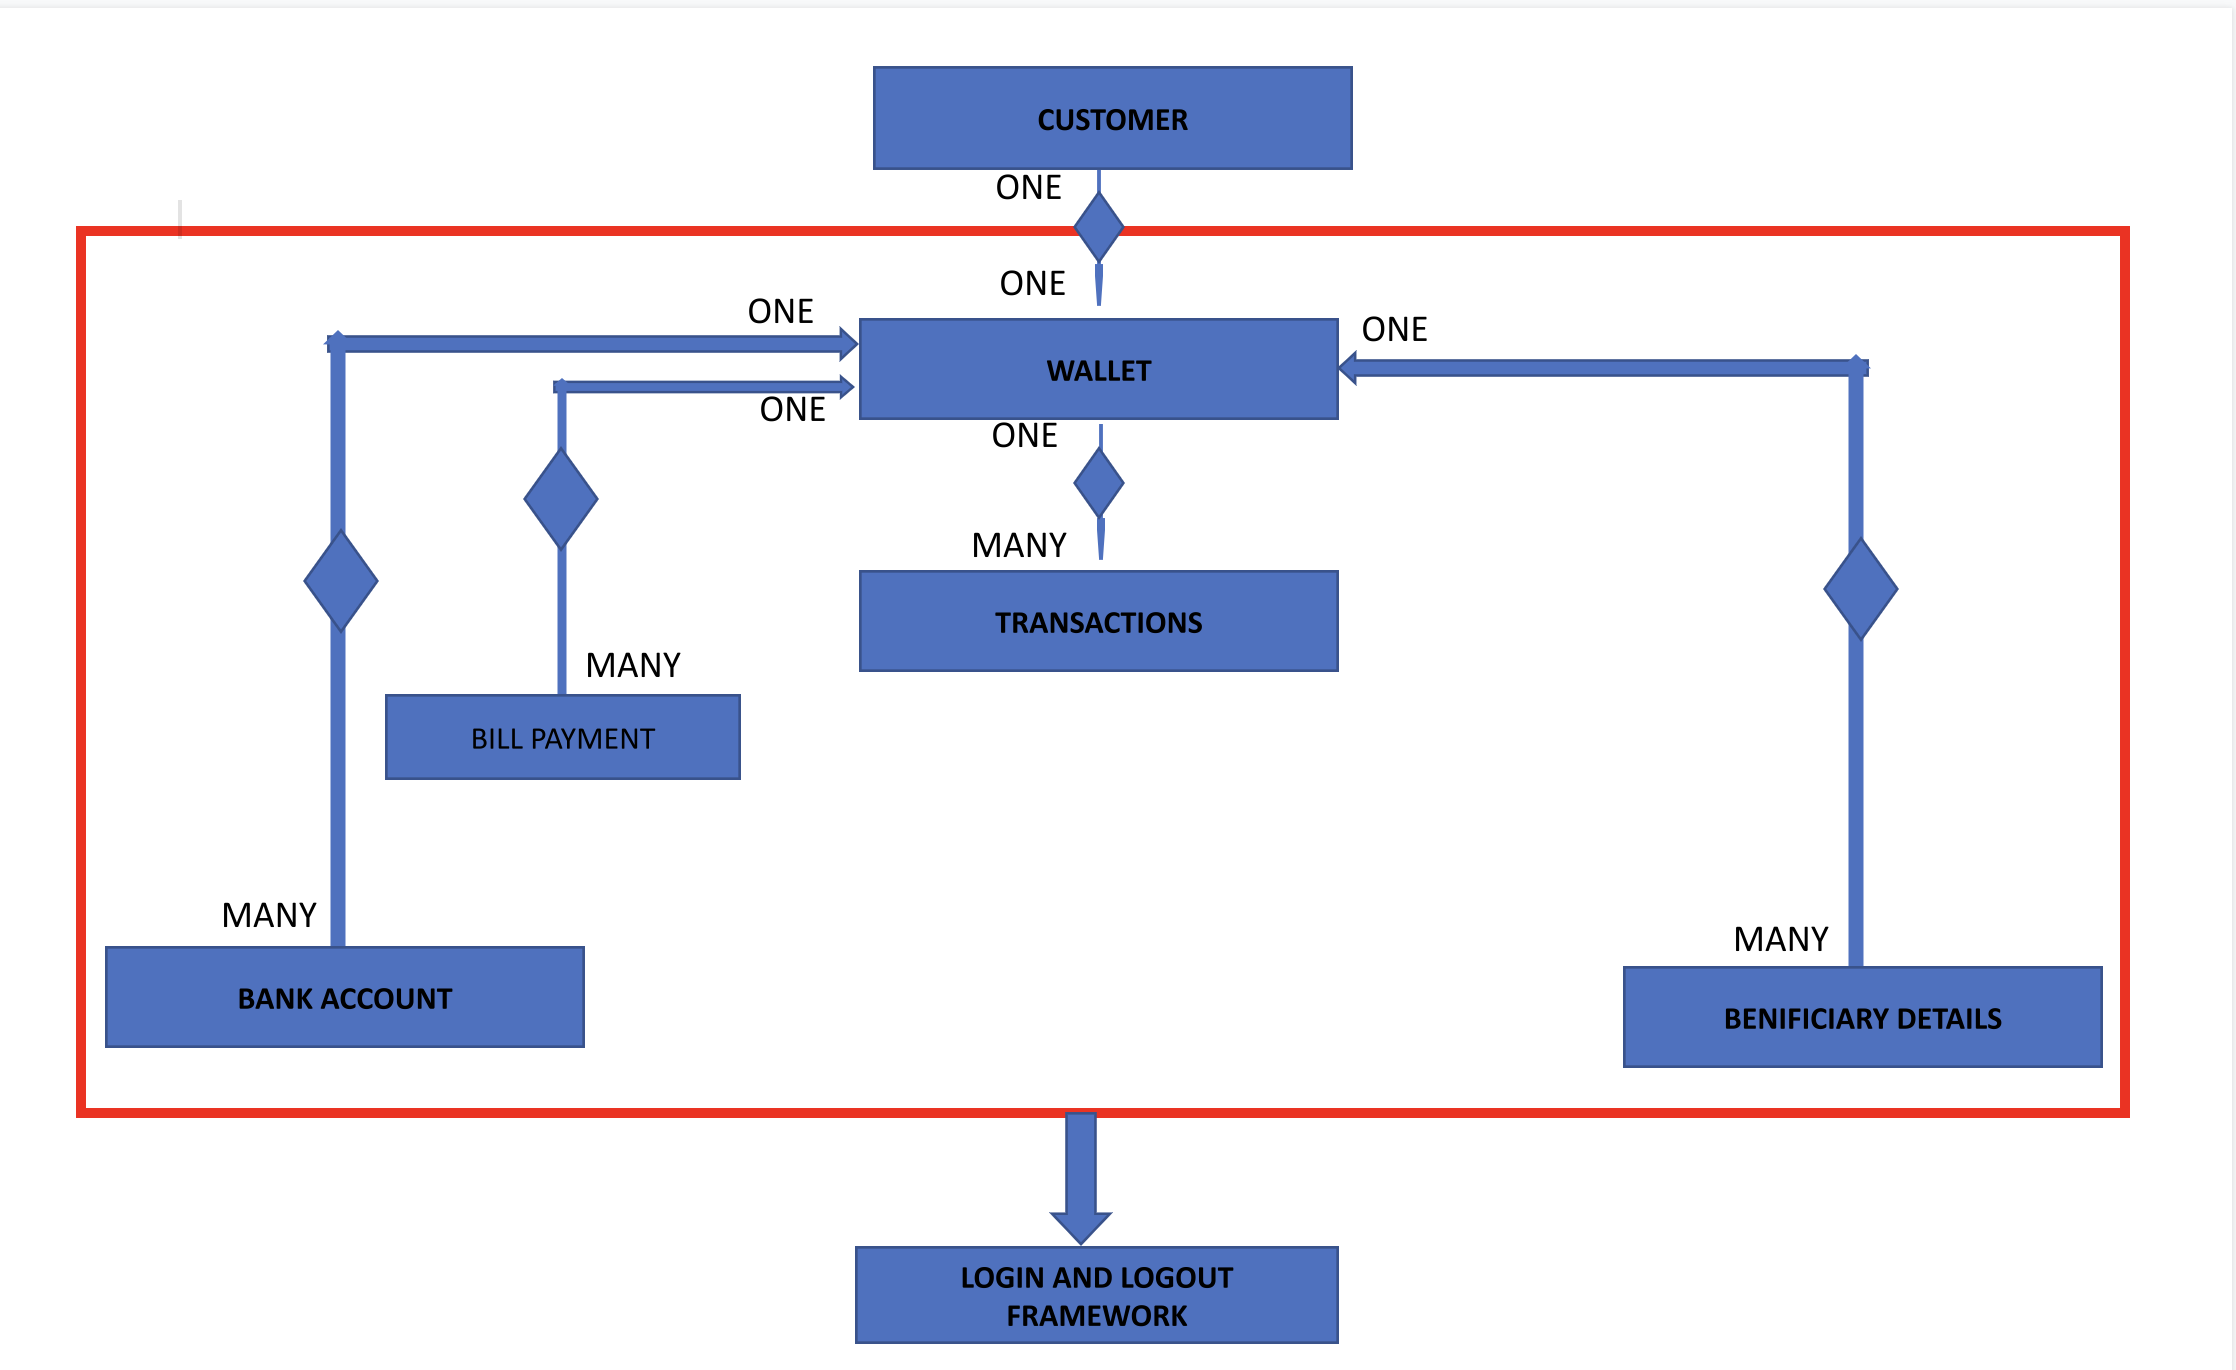 CUSTOMER
ONE
ONE
ONE
ONE
WALLET
ONE
ONE
MANY
TRANSACTIONS
MANY
BILL PAYMENT
MANY
BANK ACCOUNT
MANY
BENIFICIARY DETAILS
LOGIN AND LOGOUT
FRAMEWORK